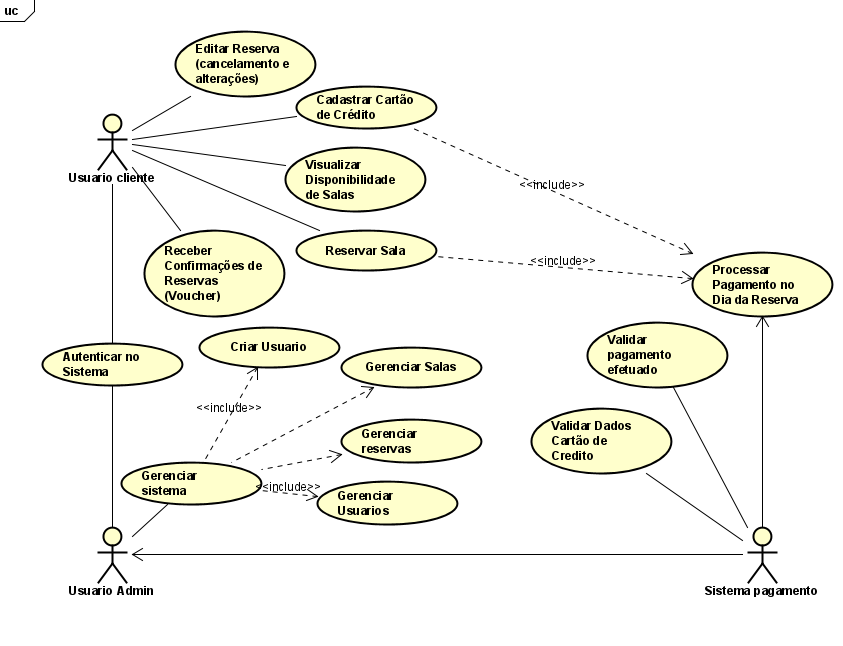 uc
Editar Reserva
(cancelamento e
alterações)
Cadastrar Cartão
de Crédito
Usuario cliente
Visualizar
Disponibilidade
de Salas
<<include>>
Receber
Confirmações de
Reservas
(Voucher)
Reservar Sala
<<include>>
Processar
Pagamento no
Dia da Reserva
Autenticar no
Sistema
Criar Usuario
Gerenciar Salas
Validar
pagamento
efetuado
<<include>>
Gerenciar
reservas
Validar Dados
Cartão de
Credito
Gerenciar
sistema
<<include>>
Gerenciar
Usuarios
Usuario Admin
Sistema pagamento